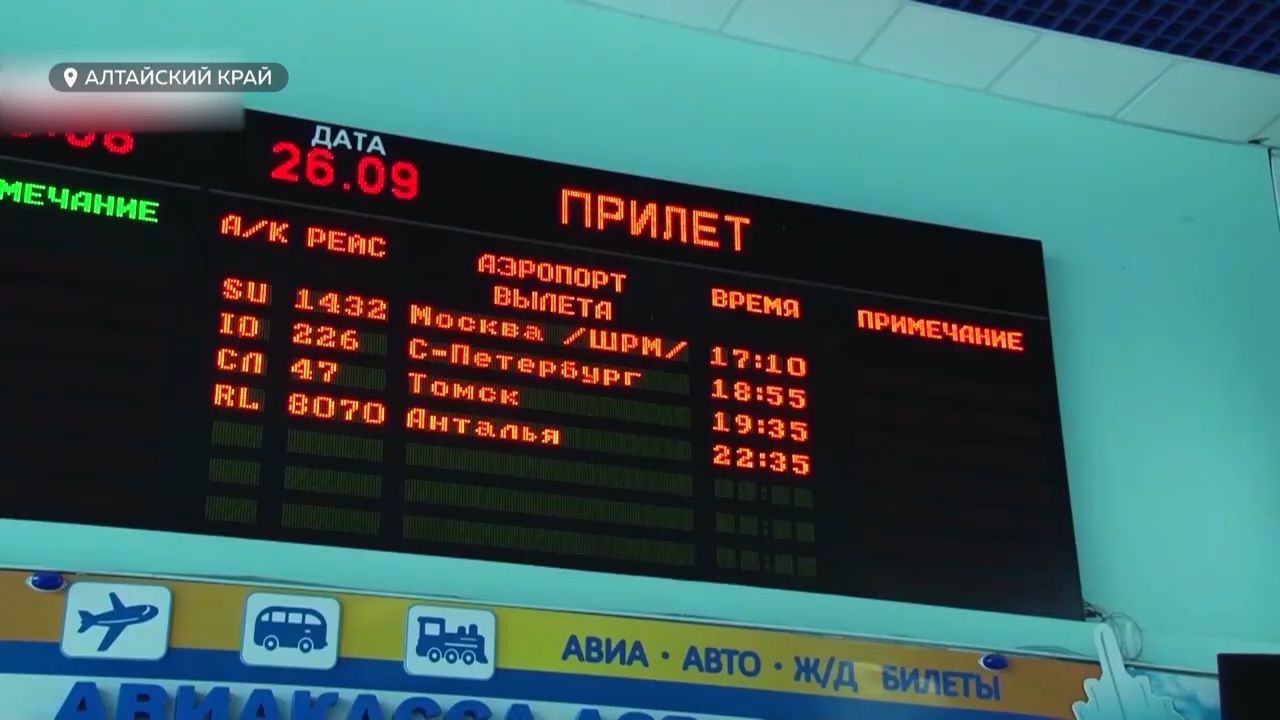 АЛТАЙСКИЙ КРАЙ
ДАТА
26.09
ПРИЛЕТ
МЕЧАНИЕ
А/К РЕЙС
АЭРОПОРТ
ВЫЛЕТА
ВРЕМЯ
ПРИМЕЧАНИЕ
SU 1432 Москва /ШРМ/ 17:10
IO 226 С-Петербург 18:55
СЛ 47 Томск 19:35
RL 8070 Анталья 22:35
АВИА · АВТО · Ж/Д БИЛЕТЫ
АВИАКАССА